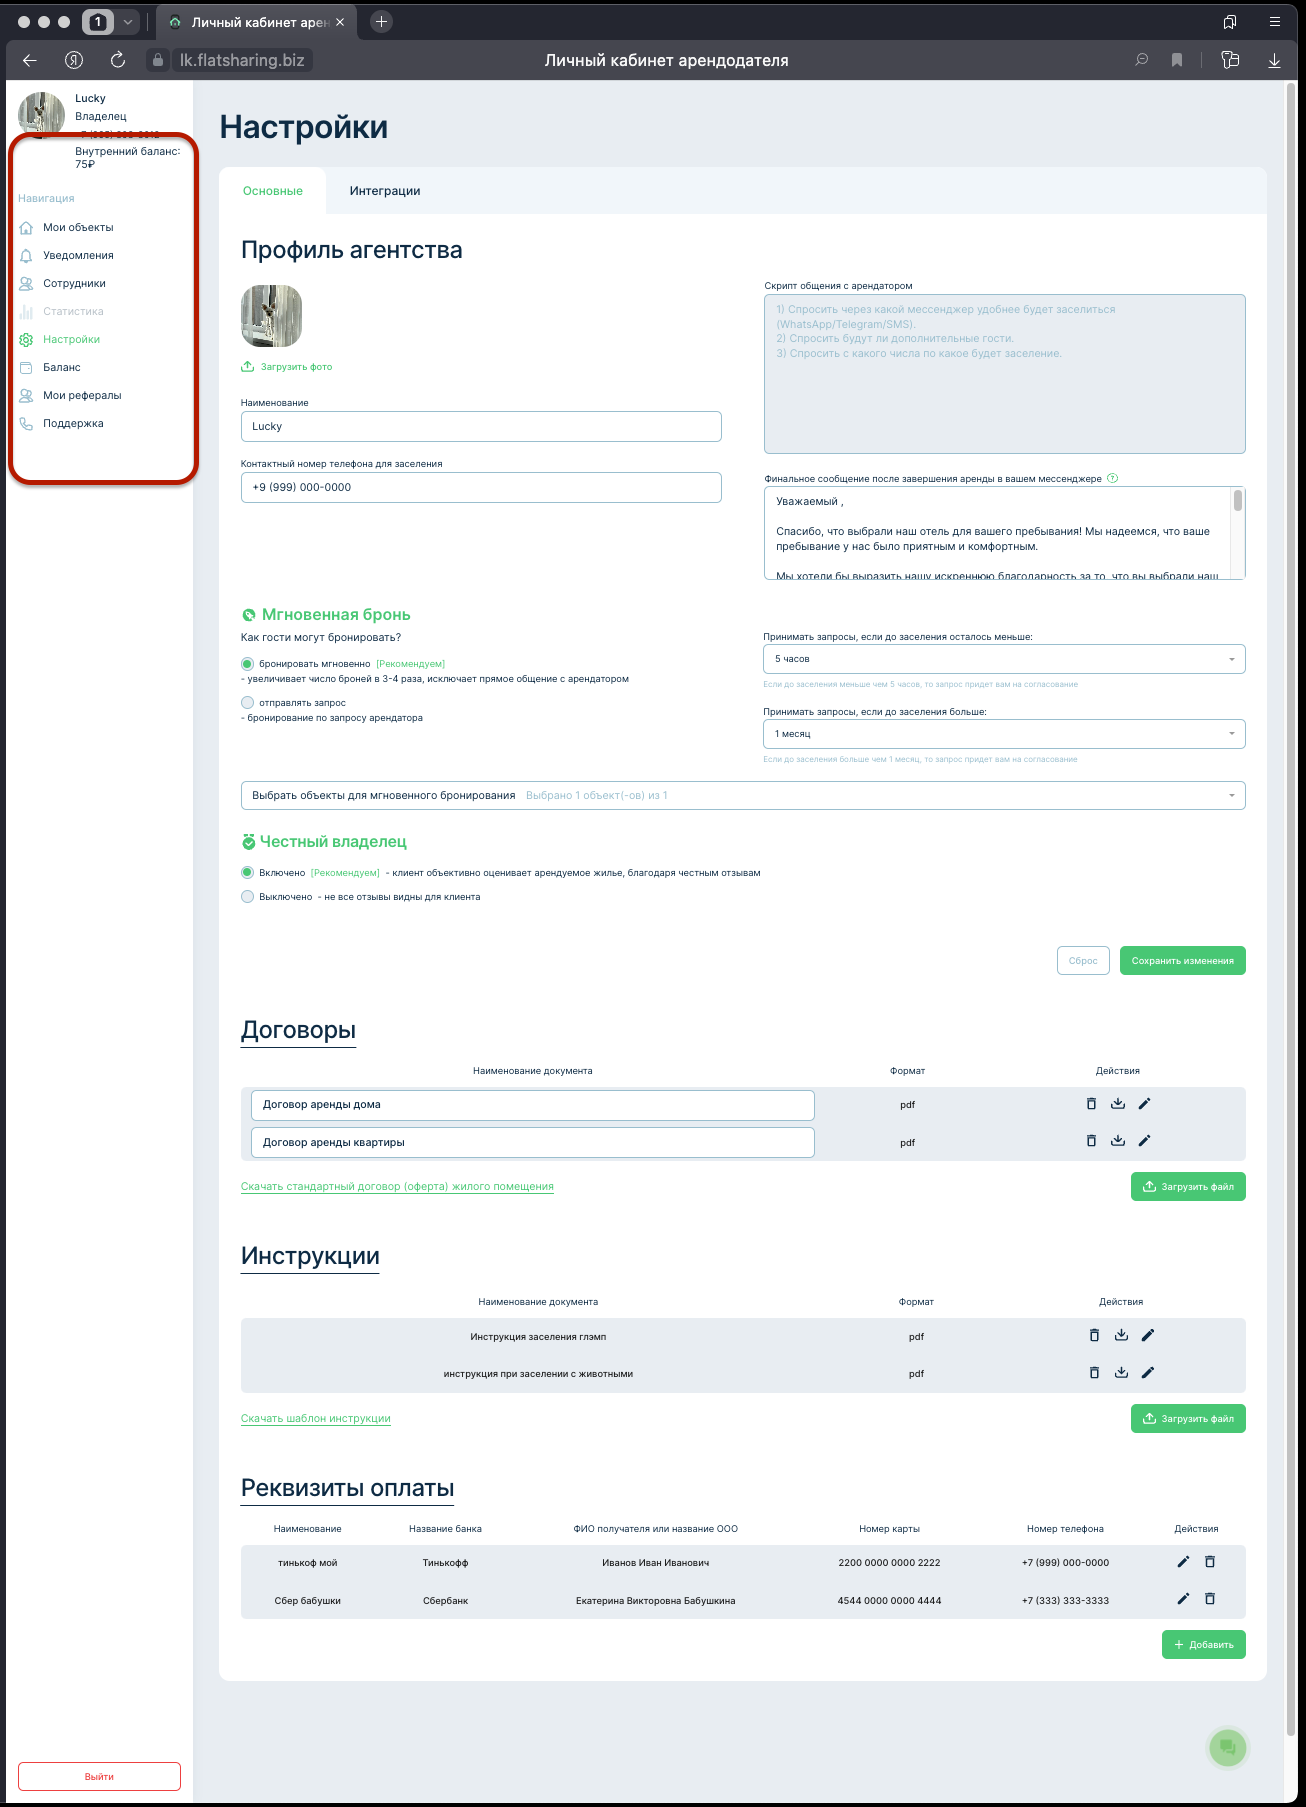 1
Личный кабинет арен
lk.flatsharing.biz
Личный кабинет арендодателя
Lucky
Владелец
Внутренний баланс:
75₽
Навигация
Мои объекты
Уведомления
Сотрудники
Статистика
Настройки
Баланс
Мои рефералы
Поддержка
Выйти
Настройки
Основные
Интеграции
Профиль агентства
Загрузить фото
Наименование
Lucky
Контактный номер телефона для заселения
+9 (999) 000-0000
Скрипт общения с арендатором
1) Спросить через какой мессенджер удобнее будет заселиться
(WhatsApp/Telegram/SMS).
2) Спросить будут ли дополнительные гости.
3) Спросить с какого числа по какое будет заселение.
Финальное сообщение после завершения аренды в вашем мессенджере
Уважаемый ,
Спасибо, что выбрали наш отель для вашего пребывания! Мы надеемся, что ваше
пребывание у нас было приятным и комфортным.
Мы хотели бы выразить нашу искреннюю благодарность за то, что вы выбрали наш
Мгновенная бронь
Как гости могут бронировать?
бронировать мгновенно [Рекомендуем]
- увеличивает число броней в 3-4 раза, исключает прямое общение с арендатором
отправлять запрос
- бронирование по запросу арендатора
Принимать запросы, если до заселения осталось меньше:
5 часов
Если до заселения меньше чем 5 часов, то запрос придет вам на согласование
Принимать запросы, если до заселения больше:
1 месяц
Если до заселения больше чем 1 месяц, то запрос придет вам на согласование
Выбрать объекты для мгновенного бронирования Выбрано 1 объект(-ов) из 1
Честный владелец
Включено [Рекомендуем] - клиент объективно оценивает арендуемое жилье, благодаря честным отзывам
Выключено - не все отзывы видны для клиента
Сброс
Сохранить изменения
Договоры
Наименование документа Формат Действия
Договор аренды дома pdf
Договор аренды квартиры pdf
Скачать стандартный договор (оферта) жилого помещения
Загрузить файл
Инструкции
Наименование документа Формат Действия
Инструкция заселения глэмп pdf
инструкция при заселении с животными pdf
Скачать шаблон инструкции
Загрузить файл
Реквизиты оплаты
Наименование Название банка ФИО получателя или название ООО Номер карты Номер телефона Действия
тинькоф мой Тинькофф Иванов Иван Иванович 2200 0000 0000 2222 +7 (999) 000-0000
Сбер бабушки Сбербанк Екатерина Викторовна Бабушкина 4544 0000 0000 4444 +7 (333) 333-3333
+ Добавить